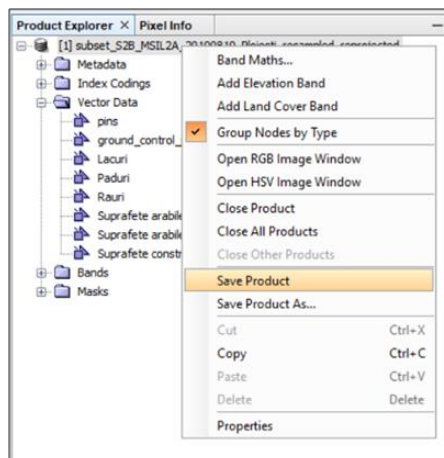 Product Explorer × Pixel Info
[1] subset_S2B_MSIL2A_20190819_Ploiesti_resampled_reprojected
Metadata
Index Codings
Vector Data
pins
ground_control_
Lacuri
Paduri
Rauri
Suprafete arabile
Suprafete arabile
Suprafete constr
Bands
Masks
Band Maths...
Add Elevation Band
Add Land Cover Band
Group Nodes by Type
Open RGB Image Window
Open HSV Image Window
Close Product
Close All Products
Close Other Products
Save Product
Save Product As...
Cut Ctrl+X
Copy Ctrl+C
Paste Ctrl+V
Delete Delete
Properties